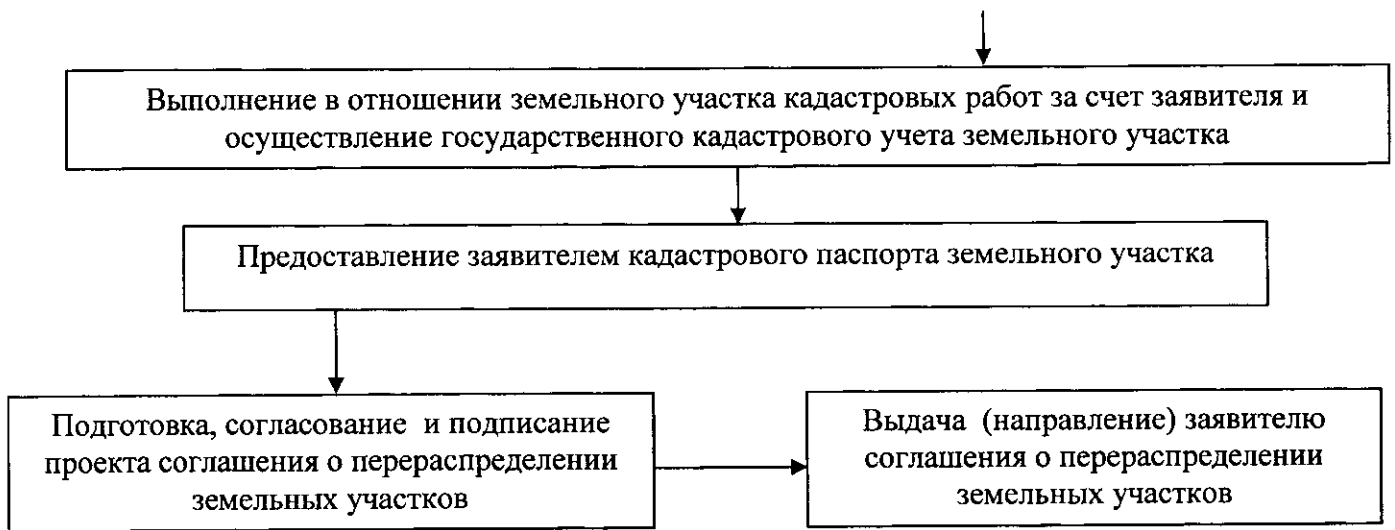 Выполнение в отношении земельного участка кадастровых работ за счет заявителя и
осуществление государственного кадастрового учета земельного участка
Предоставление заявителем кадастрового паспорта земельного участка
Подготовка, согласование и подписание
проекта соглашения о перераспределении
земельных участков
Выдача (направление) заявителю
соглашения о перераспределении
земельных участков